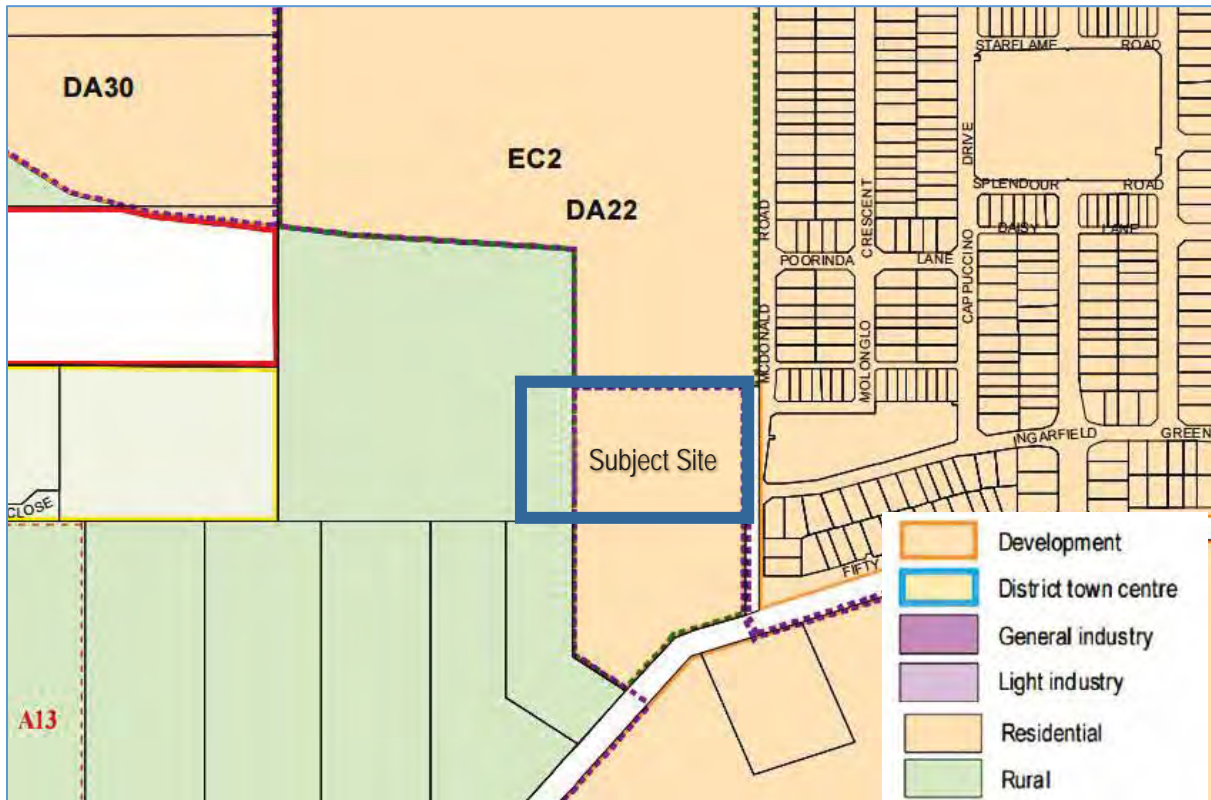 STARFLAME ROAD
DA30
EC2
DRIVE
CRESCENT
SPLENDOUR ROAD
DA22
ROAD
DAISY LANE
POORINDA LANE
CAPPUCCINO
MCDONALD
MOLONGLO
INGARFIELD GREEN
Subject Site
CLOSE
FIFTY
A13
Development
District town centre
General industry
Light industry
Residential
Rural